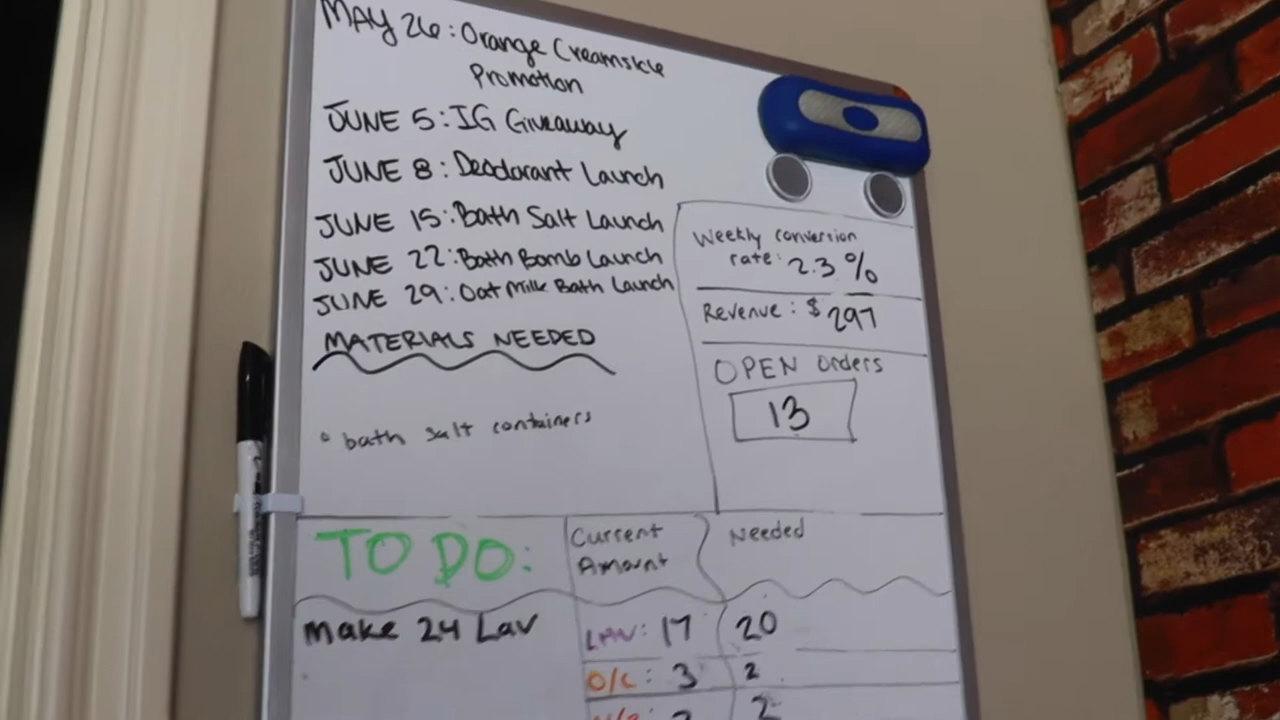 MAY 26: Orange Creamsicle
Promotion
JUNE 5: IG Giveaway
JUNE 8: Deodorant Launch
JUNE 15: Bath Salt Launch
JUNE 22: Bath Bomb Launch
JUNE 29: Oat Milk Bath Launch
MATERIALS NEEDED
° bath salt containers
Weekly conversion
rate: 2.3%
Revenue: $297
OPEN Orders
13
TO DO:
Current
Amount
Needed
make 24 Lav
LAV: 17 20
O/C: 3 2
2